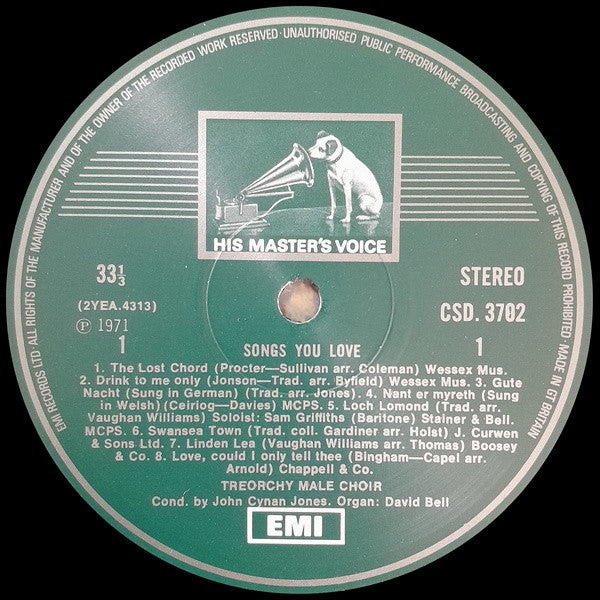 EMI RECORDS LTD·ALL RIGHTS OF THE MANUFACTURER AND OF THE OWNER OF THE RECORDED WORK RESERVED·UNAUTHORISED PUBLIC PERFORMANCE BROADCASTING AND COPYING OF THIS RECORD PROHIBITED·MADE IN GT BRITAIN
HIS MASTER'S VOICE
33⅓
STEREO
(2YEA.4313)
CSD. 3702
Ⓟ 1971
1
1
SONGS YOU LOVE
1. The Lost Chord (Procter—Sullivan arr. Coleman) Wessex Mus.
2. Drink to me only (Jonson—Trad. arr. Byfield) Wessex Mus. 3. Gute
Nacht (Sung in German) (Trad. arr. Jones). 4. Nant er myreth (Sung
in Welsh) (Ceiriog—Davies) MCPS. 5. Loch Lomond (Trad. arr.
Vaughan Williams) Soloist: Sam Griffiths (Baritone) Stainer & Bell.
MCPS. 6. Swansea Town (Trad. coll. Gardiner arr. Holst) J. Curwen
& Sons Ltd. 7. Linden Lea (Vaughan Williams arr. Thomas) Boosey
& Co. 8. Love, could I only tell thee (Bingham—Capel arr.
Arnold) Chappell & Co.
TREORCHY MALE CHOIR
Cond. by John Cynan Jones. Organ: David Bell
EMI